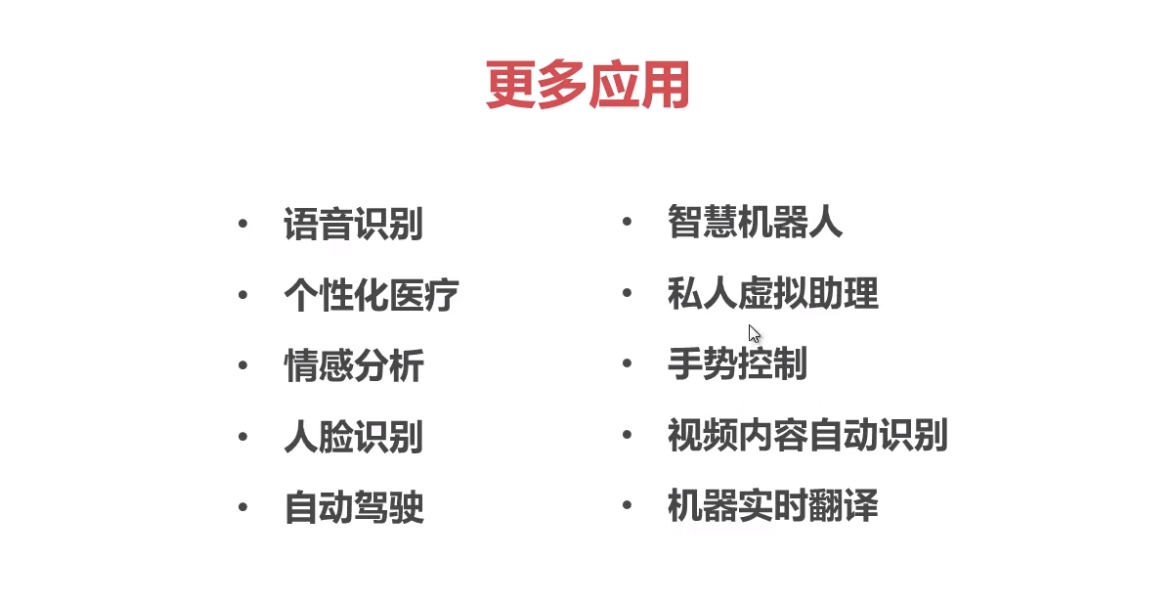 更多应用
• 语音识别
• 个性化医疗
• 情感分析
• 人脸识别
• 自动驾驶
• 智慧机器人
• 私人虚拟助理
• 手势控制
• 视频内容自动识别
• 机器实时翻译